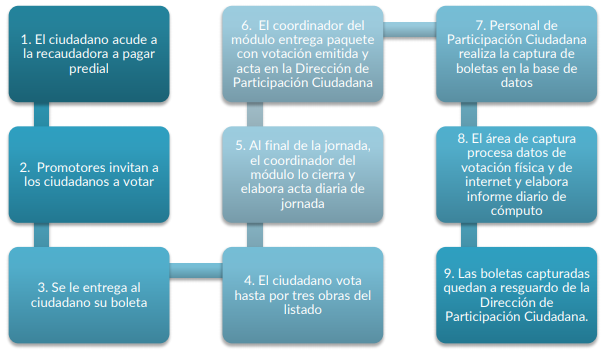 1. El ciudadano acude a
la recaudadora a pagar
predial
2. Promotores invitan a
los ciudadanos a votar
3. Se le entrega al
ciudadano su boleta
4. El ciudadano vota
hasta por tres obras del
listado
5. Al final de la jornada,
el coordinador del
módulo lo cierra y
elabora acta diaria de
jornada
6. El coordinador del
módulo entrega paquete
con votación emitida y
acta en la Dirección de
Participación Ciudadana
7. Personal de
Participación Ciudadana
realiza la captura de
boletas en la base de
datos
8. El área de captura
procesa datos de
votación física y de
internet y elabora
informe diario de
cómputo
9. Las boletas capturadas
quedan a resguardo de la
Dirección de
Participación Ciudadana.